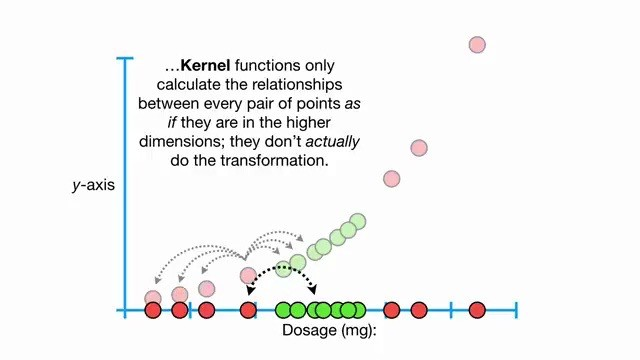 …Kernel functions only
calculate the relationships
between every pair of points as
if they are in the higher
dimensions; they don’t actually
do the transformation.
y-axis
Dosage (mg):